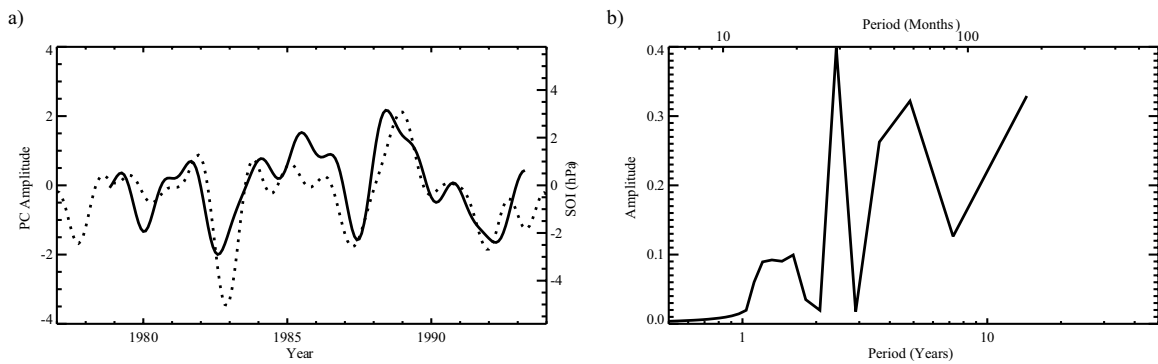 a)
4
2
0
-2
-4
PC Amplitude
1980
1985
1990
Year
4
2
0
-2
-4
SOI (hPa)
b)
Period (Months)
10
100
0.4
0.3
0.2
0.1
0.0
Amplitude
1
10
Period (Years)